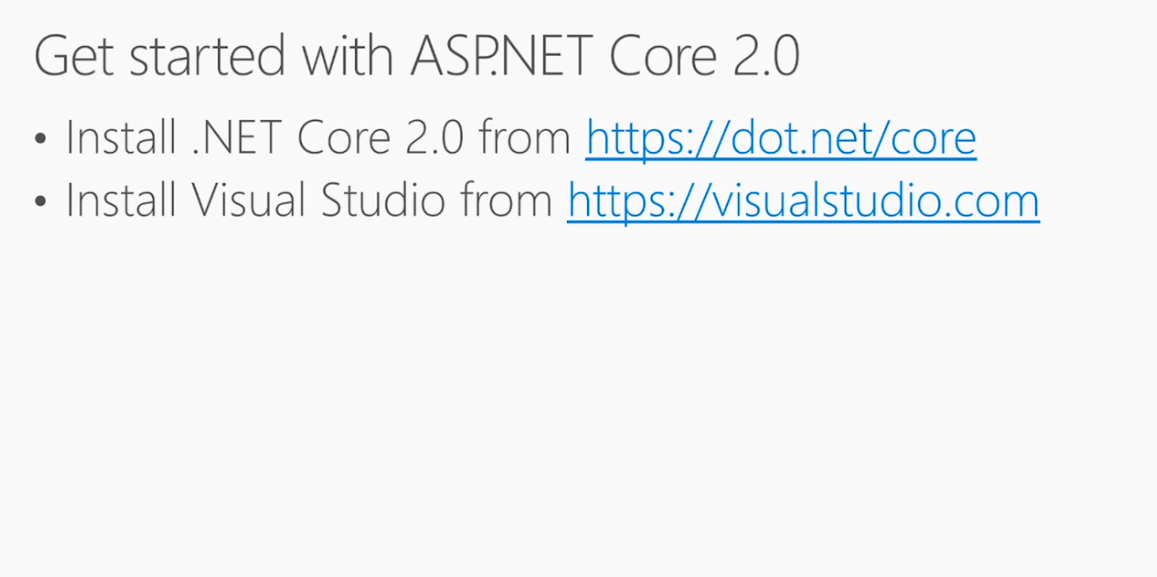 Get started with ASP.NET Core 2.0
• Install .NET Core 2.0 from https://dot.net/core
• Install Visual Studio from https://visualstudio.com